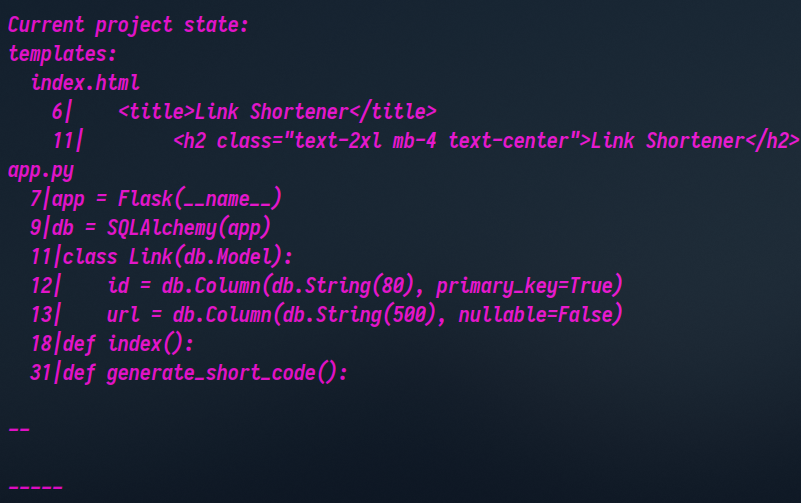 Current project state:
templates:
  index.html
    6|    <title>Link Shortener</title>
    11|        <h2 class="text-2xl mb-4 text-center">Link Shortener</h2>
app.py
  7|app = Flask(__name__)
  9|db = SQLAlchemy(app)
  11|class Link(db.Model):
  12|    id = db.Column(db.String(80), primary_key=True)
  13|    url = db.Column(db.String(500), nullable=False)
  18|def index():
  31|def generate_short_code():
--
-----